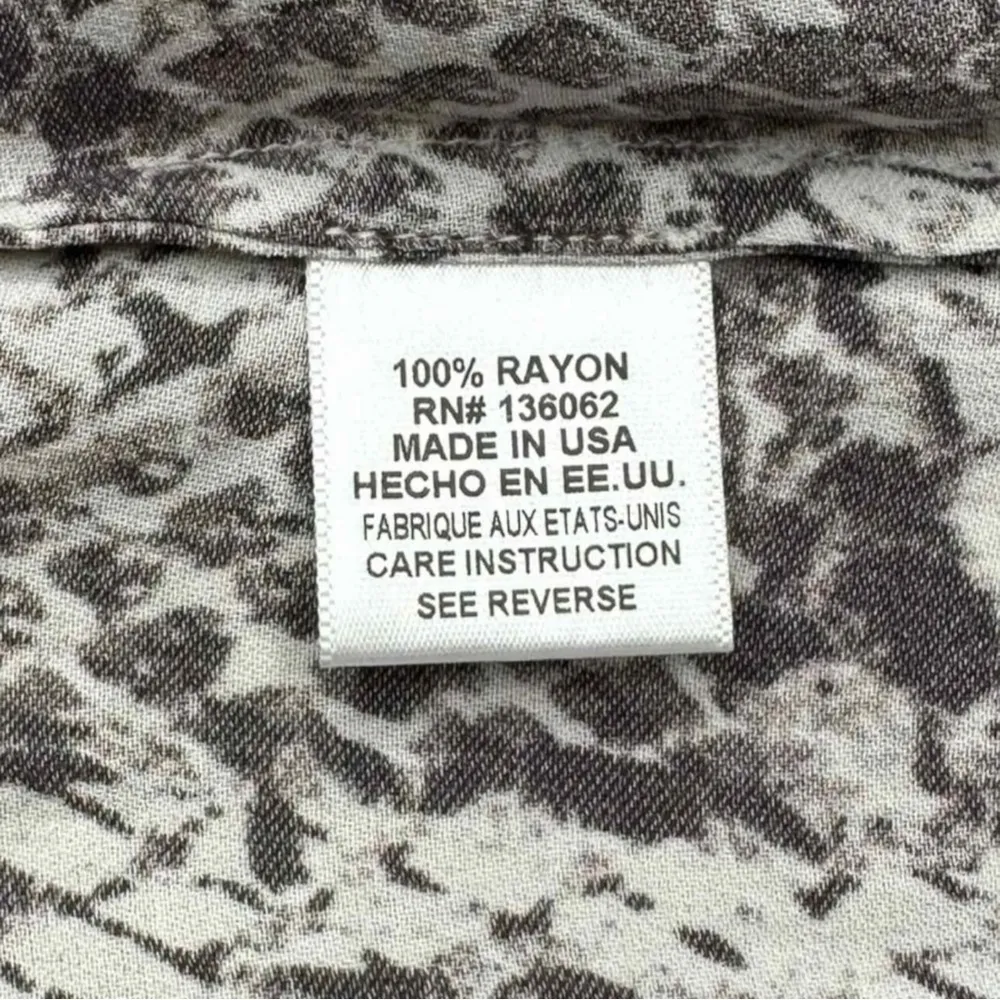 100% RAYON
RN# 136062
MADE IN USA
HECHO EN EE.UU.
FABRIQUE AUX ETATS-UNIS
CARE INSTRUCTION
SEE REVERSE